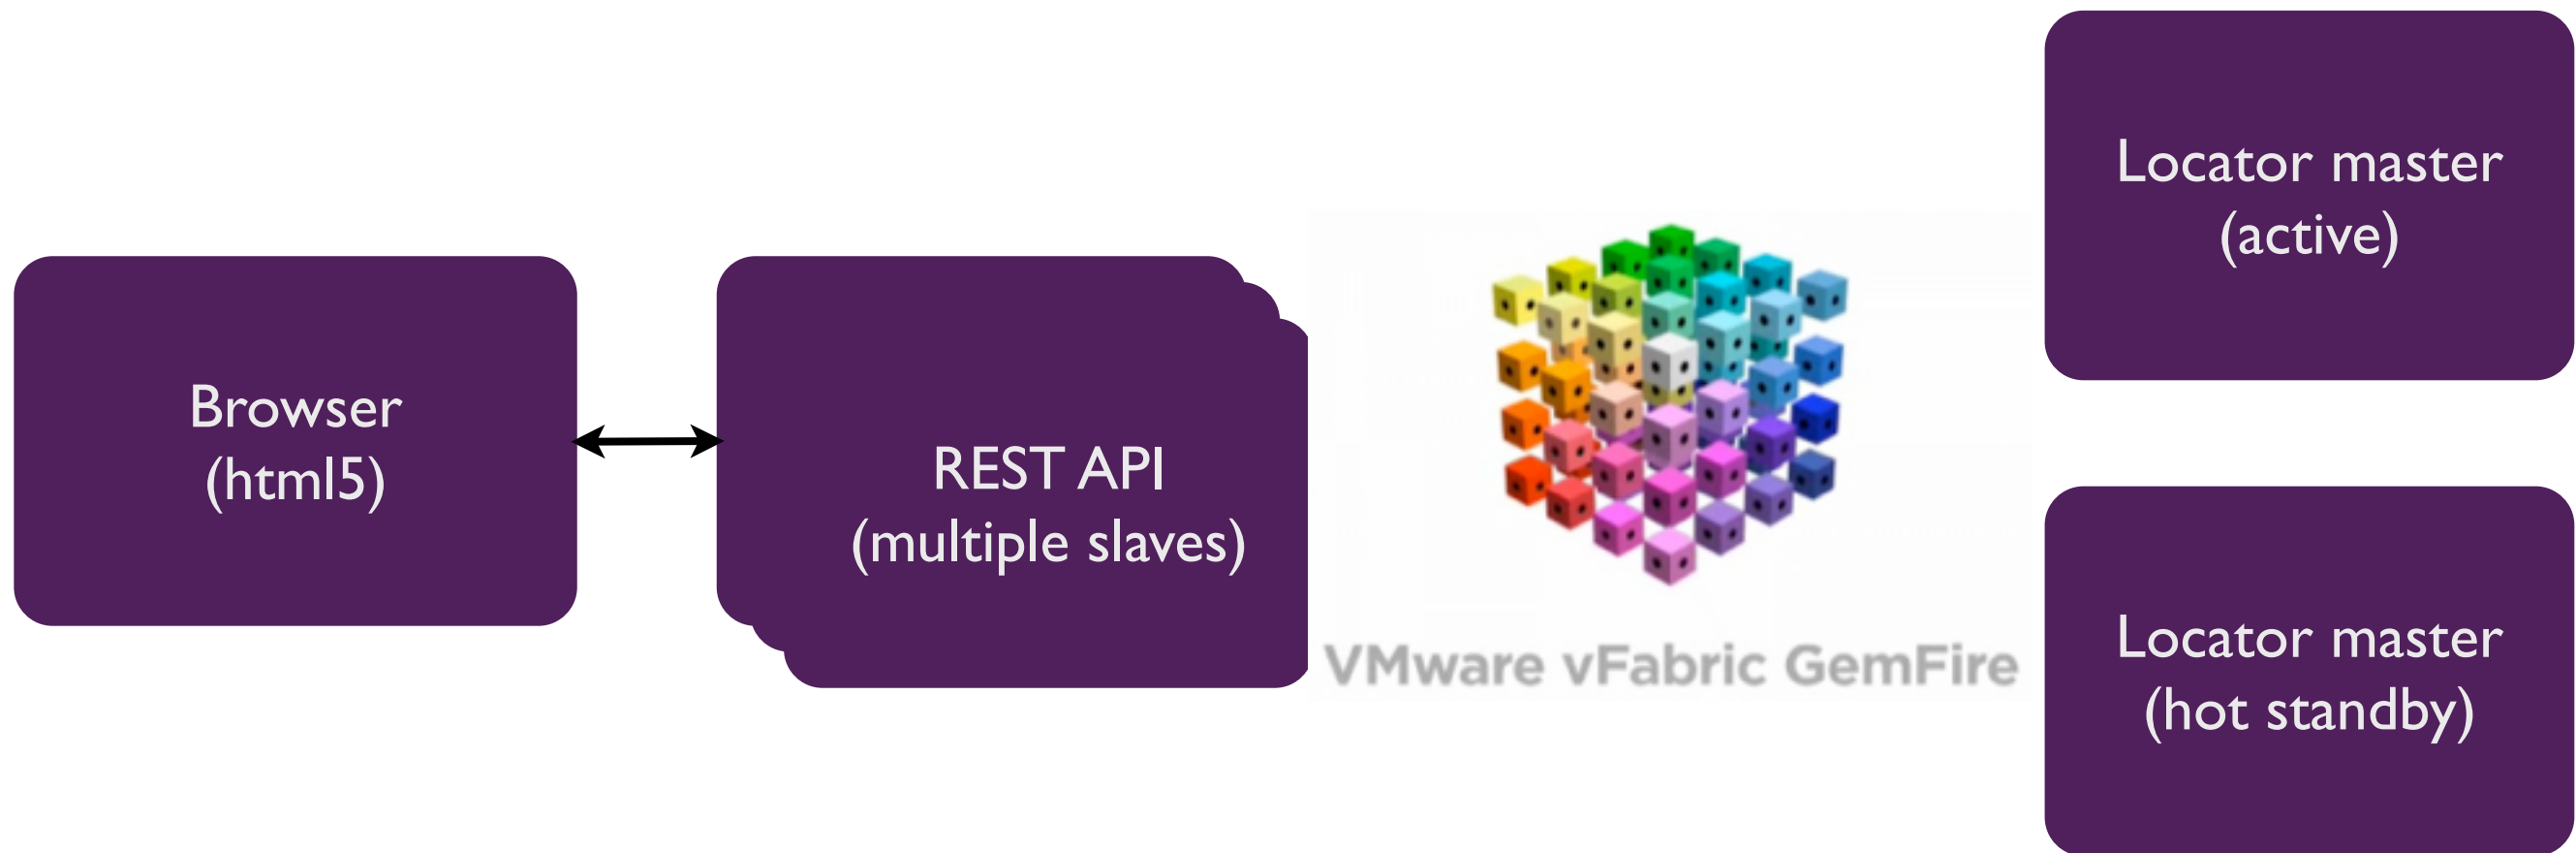 Browser
(html5)
REST API
(multiple slaves)
VMware vFabric GemFire
Locator master
(active)
Locator master
(hot standby)